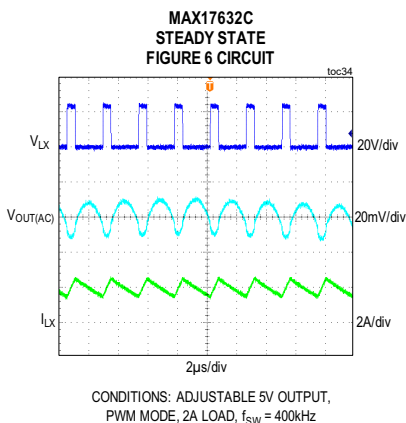 MAX17632C
STEADY STATE
FIGURE 6 CIRCUIT
toc34
VLX
20V/div
VOUT(AC)
20mV/div
ILX
2A/div
2µs/div
CONDITIONS: ADJUSTABLE 5V OUTPUT,
PWM MODE, 2A LOAD, fSW = 400kHz